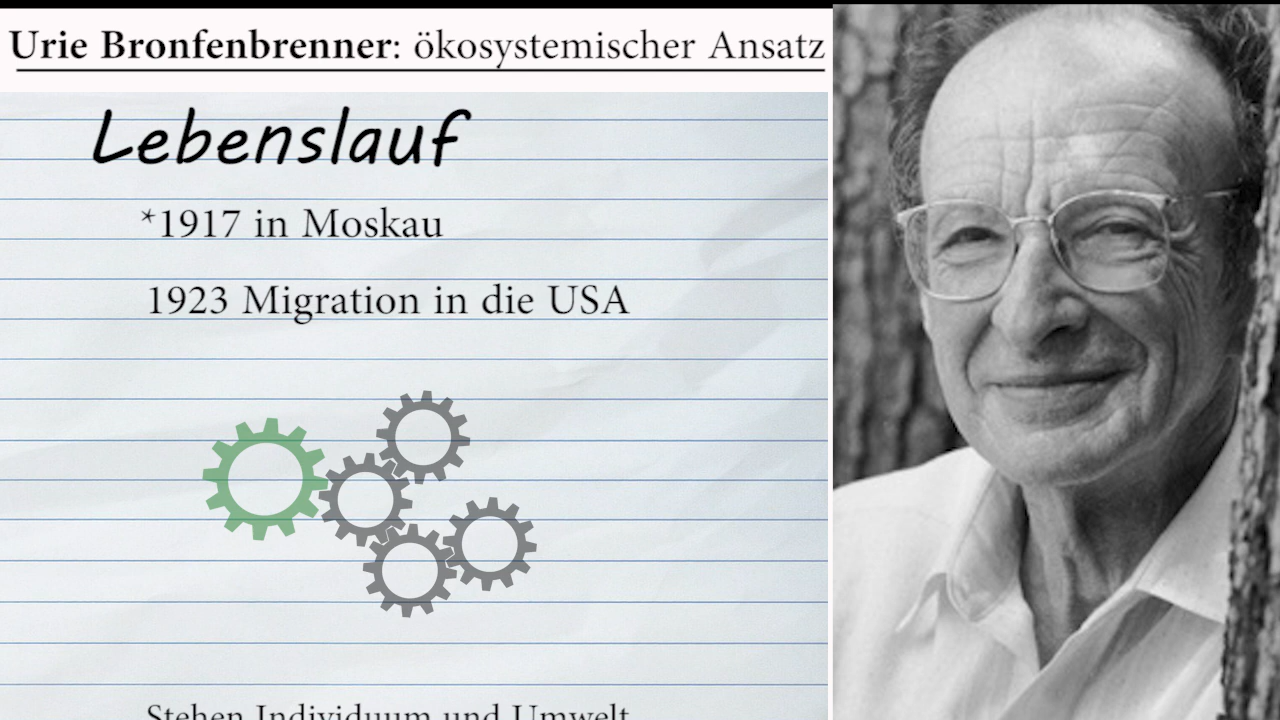 Urie Bronfenbrenner: ökosystemischer Ansatz
Lebenslauf
*1917 in Moskau
1923 Migration in die USA
Stehen Individuum und Umwelt